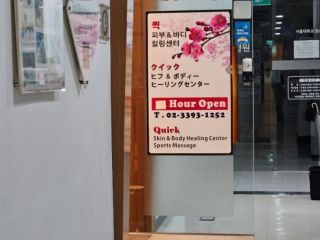 퀵
피부&바디
힐링센터
クイック
ヒフ & ボディー
ヒーリングセンター
Hour Open
T . 02-3393-1252
Quick
Skin & Body Healing Center
Sports Massage